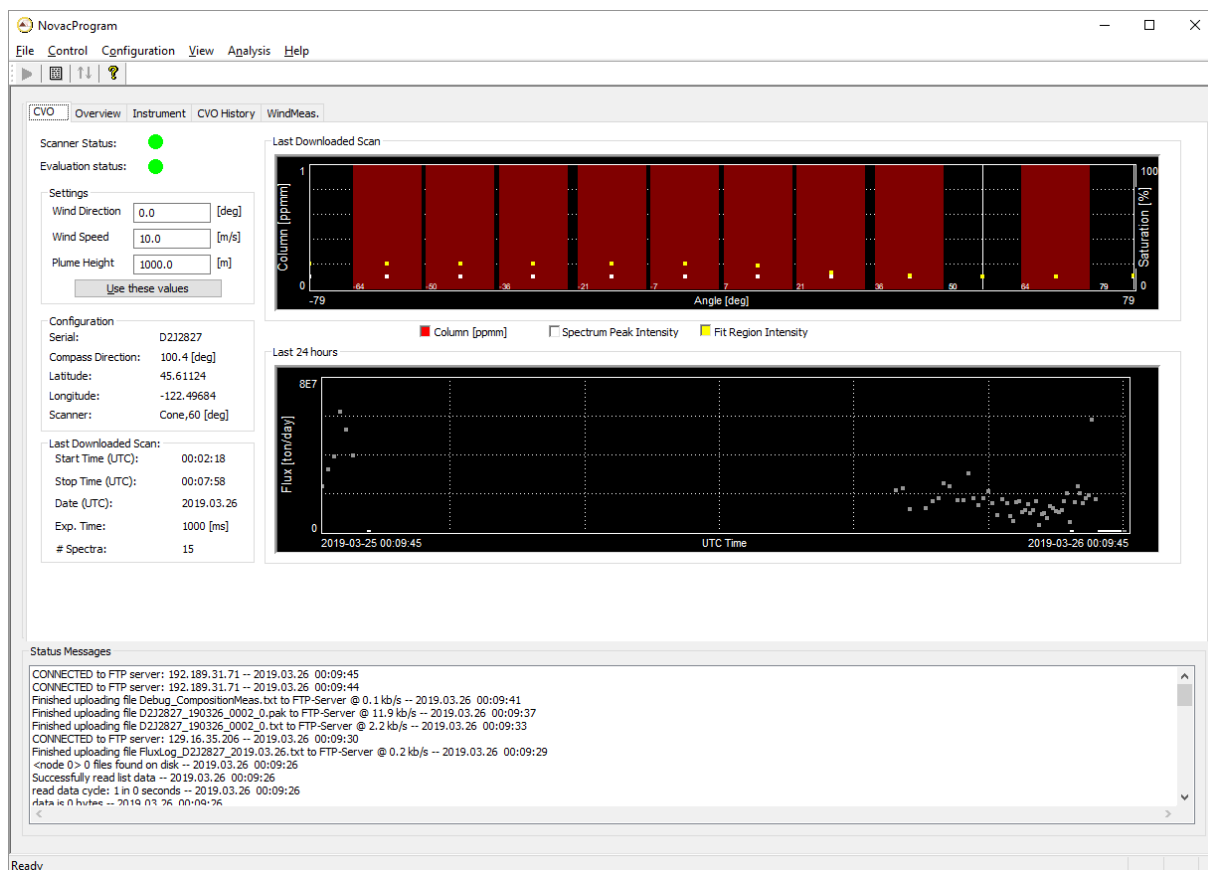 NovacProgram
File Control Configuration View Analysis Help
CVO Overview Instrument CVO History WindMeas.
Scanner Status:
Evaluation status:
Settings
Wind Direction 0.0 [deg]
Wind Speed 10.0 [m/s]
Plume Height 1000.0 [m]
Use these values
Configuration
Serial: D2J2827
Compass Direction: 100.4 [deg]
Latitude: 45.61124
Longitude: -122.49684
Scanner: Cone,60 [deg]
Last Downloaded Scan:
Start Time (UTC): 00:02:18
Stop Time (UTC): 00:07:58
Date (UTC): 2019.03.26
Exp. Time: 1000 [ms]
# Spectra: 15
Last Downloaded Scan
1 100
Column [ppmm]
Saturation [%]
0 -64 -50 -36 -21 -7 7 21 36 50 64 79 0
-79 Angle [deg] 79
Column [ppmm] Spectrum Peak Intensity Fit Region Intensity
Last 24 hours
8E7
Flux [ton/day]
0
2019-03-25 00:09:45 UTC Time 2019-03-26 00:09:45
Status Messages
CONNECTED to FTP server: 192.189.31.71 -- 2019.03.26 00:09:45
CONNECTED to FTP server: 192.189.31.71 -- 2019.03.26 00:09:44
Finished uploading file Debug_CompositionMeas.txt to FTP-Server @ 0.1 kb/s -- 2019.03.26 00:09:41
Finished uploading file D2J2827_190326_0002_0.pak to FTP-Server @ 11.9 kb/s -- 2019.03.26 00:09:37
Finished uploading file D2J2827_190326_0002_0.txt to FTP-Server @ 2.2 kb/s -- 2019.03.26 00:09:33
CONNECTED to FTP server: 129.16.35.206 -- 2019.03.26 00:09:30
Finished uploading file FluxLog_D2J2827_2019.03.26.txt to FTP-Server @ 0.2 kb/s -- 2019.03.26 00:09:29
<node 0> 0 files found on disk -- 2019.03.26 00:09:26
Successfully read list data -- 2019.03.26 00:09:26
read data cycle: 1 in 0 seconds -- 2019.03.26 00:09:26
data is 0 bytes -- 2019.03.26 00:09:26
Ready